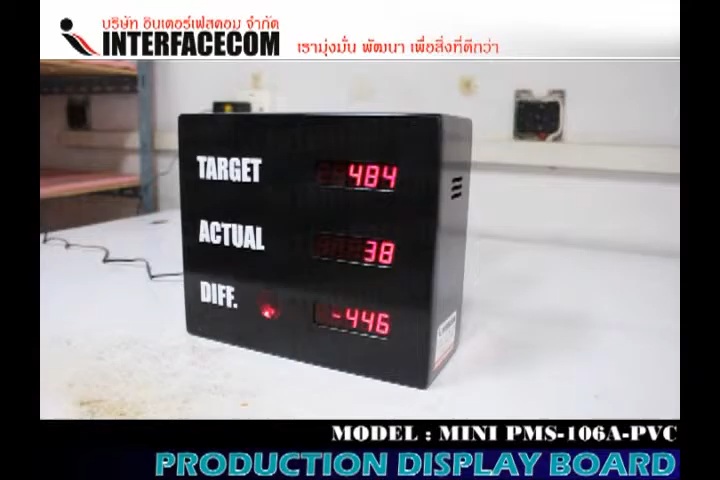 บริษัท อินเตอร์เฟสคอม จำกัด
INTERFACECOM
เรามุ่งมั่น พัฒนา เพื่อสิ่งที่ดีกว่า
TARGET 484
ACTUAL 38
DIFF. -446
MODEL : MINI PMS-106A-PVC
PRODUCTION DISPLAY BOARD